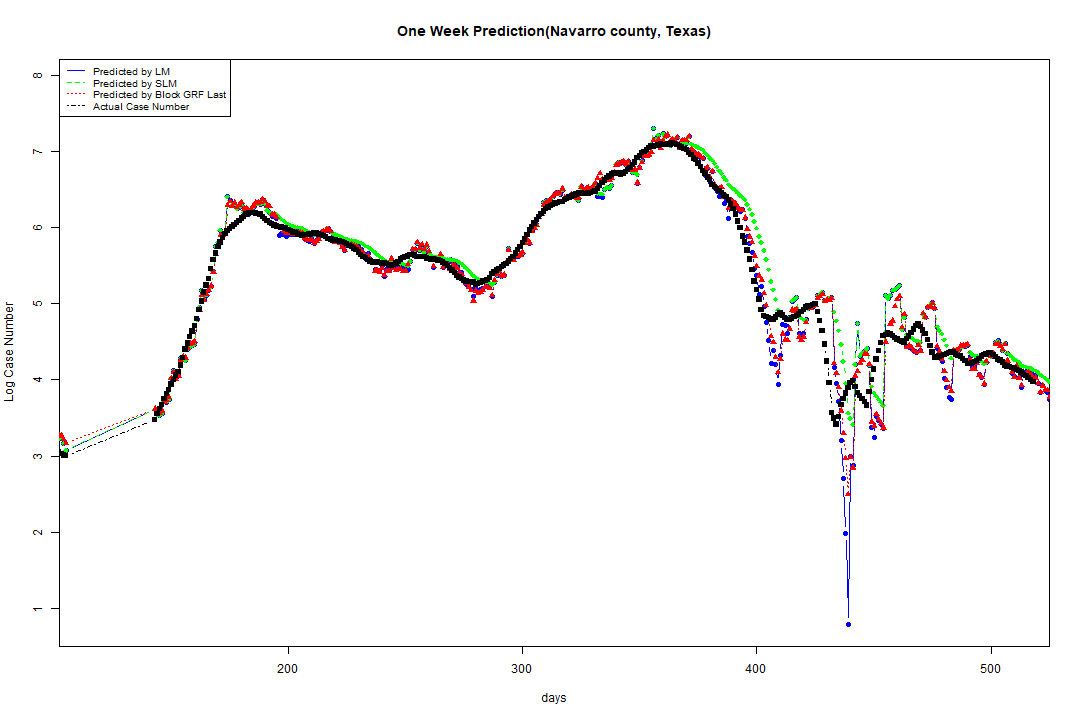 One Week Prediction(Navarro county, Texas)
Predicted by LM
Predicted by SLM
Predicted by Block GRF Last
Actual Case Number
8
7
6
5
4
3
2
1
Log Case Number
200 300 400 500
days